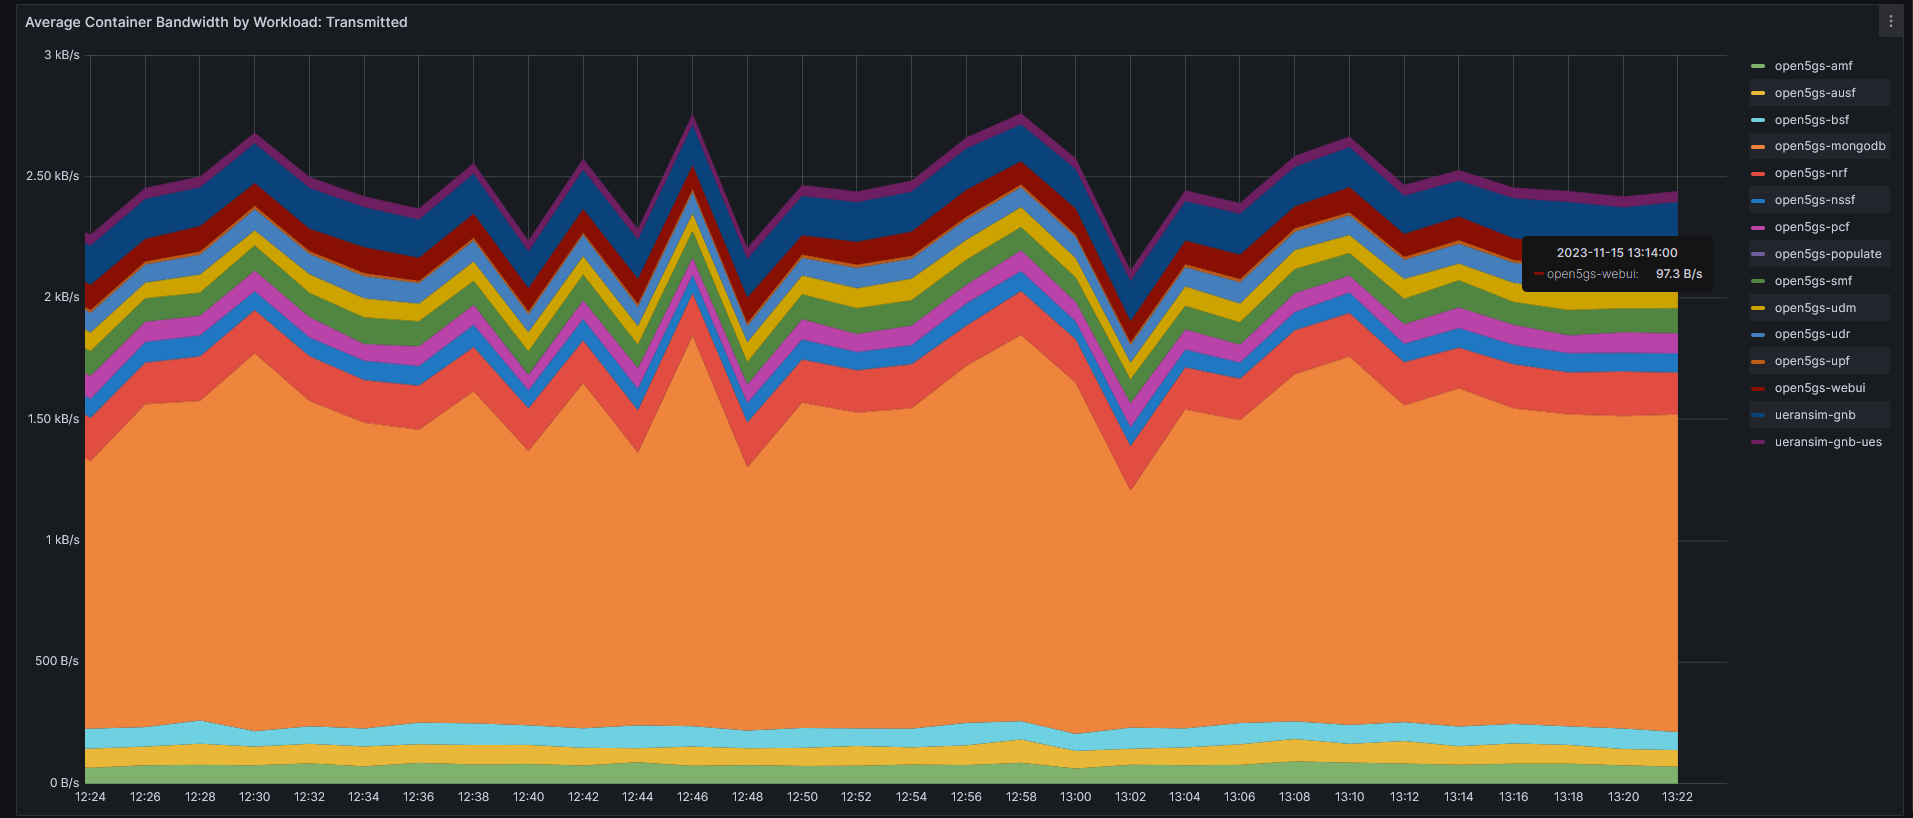 Average Container Bandwidth by Workload: Transmitted
3 kB/s
2.50 kB/s
2 kB/s
1.50 kB/s
1 kB/s
500 B/s
0 B/s
12:24 12:26 12:28 12:30 12:32 12:34 12:36 12:38 12:40 12:42 12:44 12:46 12:48 12:50 12:52 12:54 12:56 12:58 13:00 13:02 13:04 13:06 13:08 13:10 13:12 13:14 13:16 13:18 13:20 13:22
2023-11-15 13:14:00
open5gs-webui: 97.3 B/s
open5gs-amf
open5gs-ausf
open5gs-bsf
open5gs-mongodb
open5gs-nrf
open5gs-nssf
open5gs-pcf
open5gs-populate
open5gs-smf
open5gs-udm
open5gs-udr
open5gs-upf
open5gs-webui
ueransim-gnb
ueransim-gnb-ues